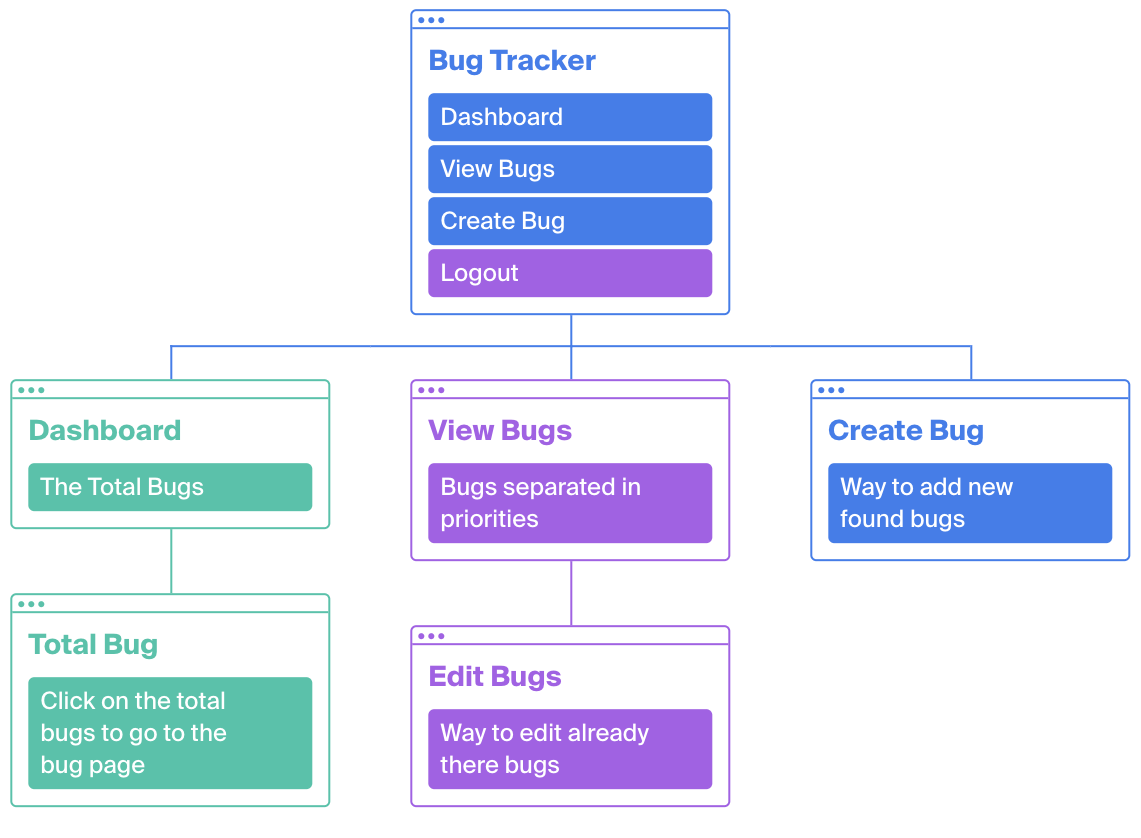 Bug Tracker
Dashboard
View Bugs
Create Bug
Logout
Dashboard
The Total Bugs
View Bugs
Bugs separated in
priorities
Create Bug
Way to add new
found bugs
Total Bug
Click on the total
bugs to go to the
bug page
Edit Bugs
Way to edit already
there bugs